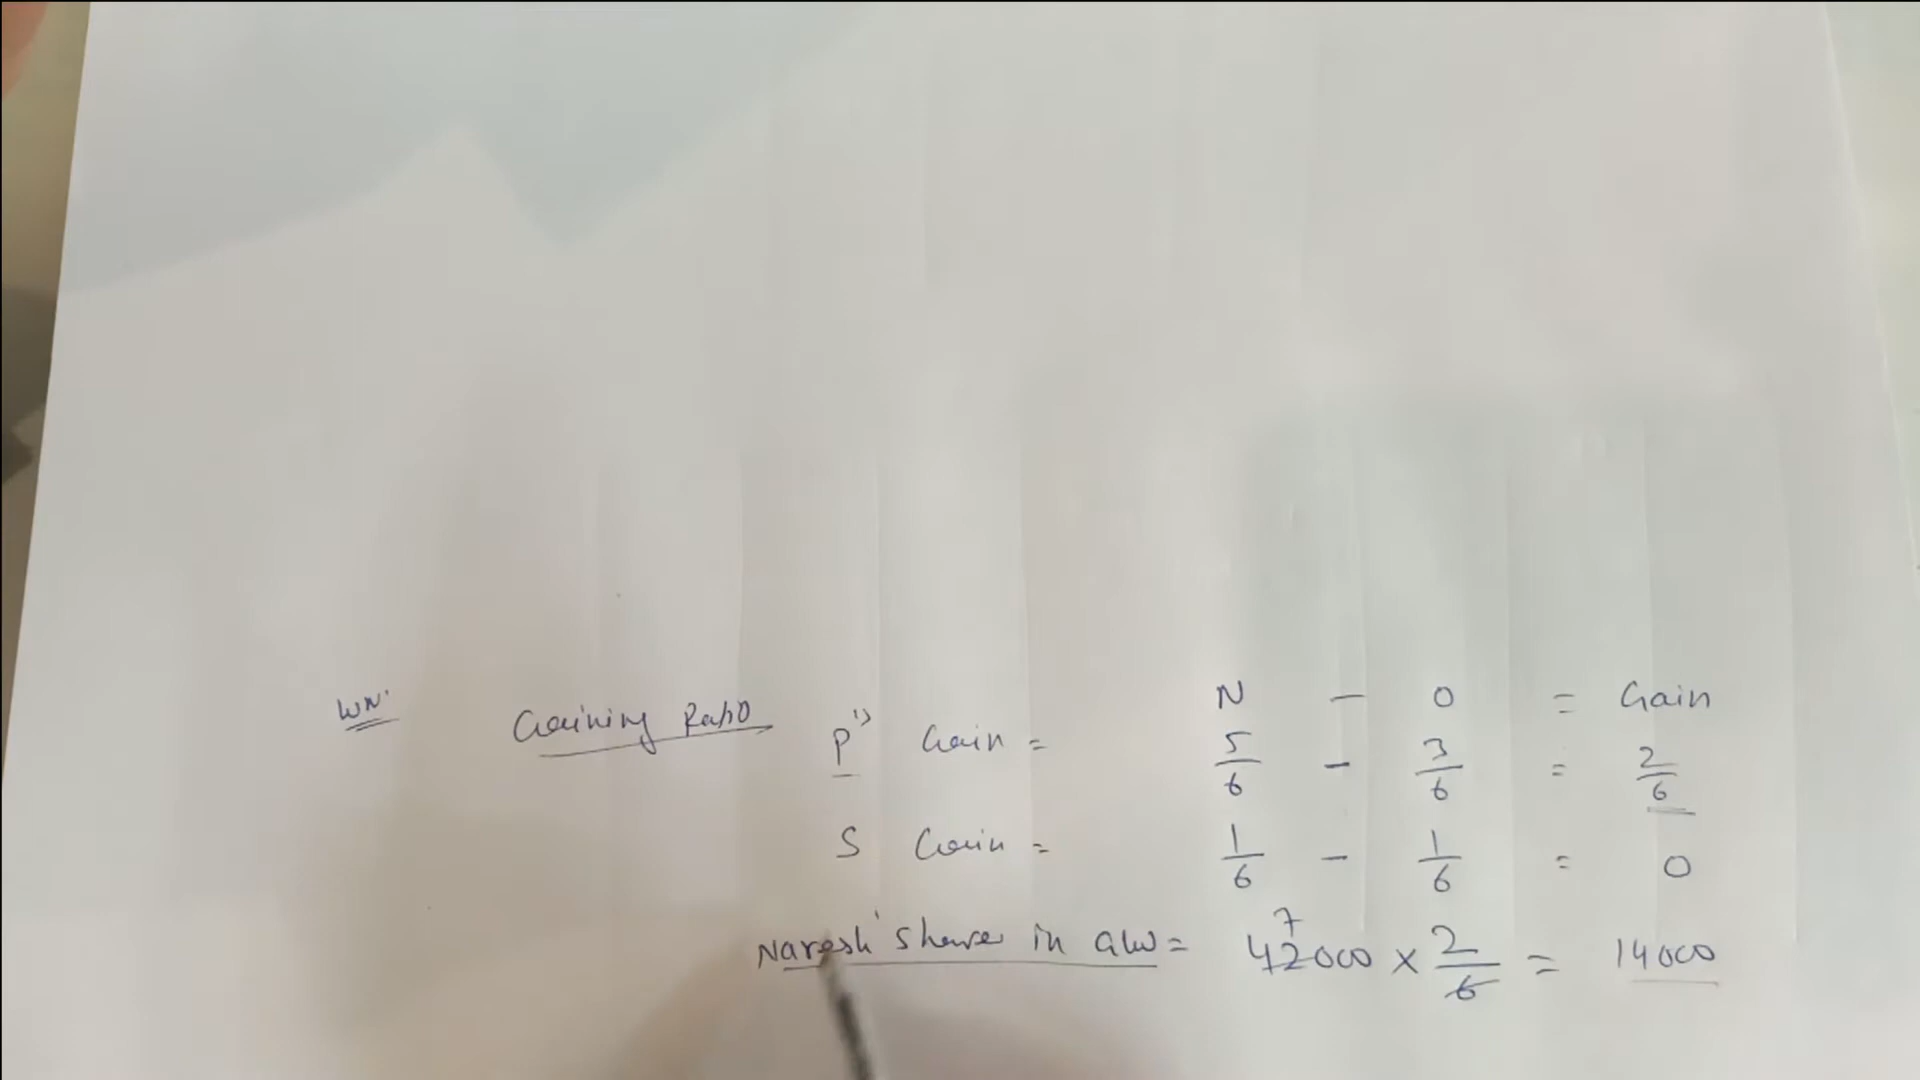 WN.
Gaining Ratio
N - O = Gain
P's Gain = 5/6 - 3/6 = 2/6
S Gain = 1/6 - 1/6 = 0
Naresh' Share in GW = 42000 × 2/6 = 14000
7